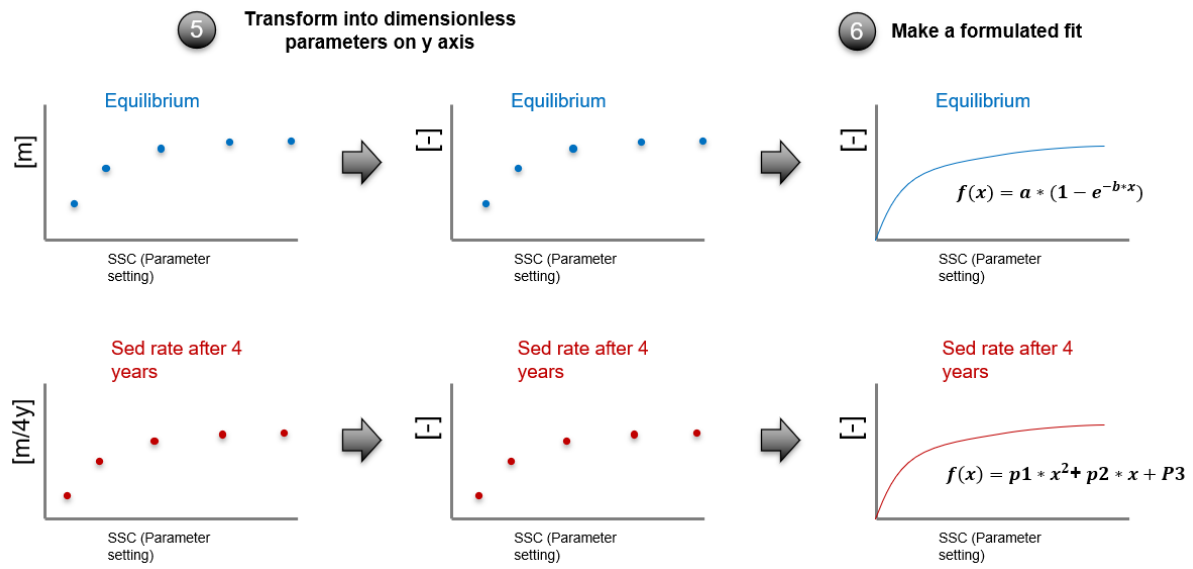 5
Transform into dimensionless
parameters on y axis
6
Make a formulated fit
Equilibrium
[m]
SSC (Parameter
setting)
Equilibrium
[-]
SSC (Parameter
setting)
Equilibrium
[-]
f(x) = a * (1 − e^{−b*x})
SSC (Parameter
setting)
Sed rate after 4
years
[m/4y]
SSC (Parameter
setting)
Sed rate after 4
years
[-]
SSC (Parameter
setting)
Sed rate after 4
years
[-]
f(x) = p1 * x²+ p2 * x + P3
SSC (Parameter
setting)